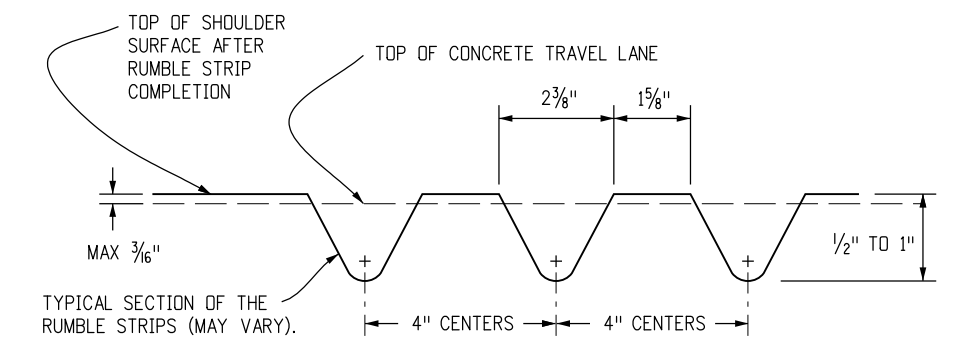 TOP OF SHOULDER
SURFACE AFTER
RUMBLE STRIP
COMPLETION
TOP OF CONCRETE TRAVEL LANE
2⅜"
1⅝"
MAX 3⁄16"
½" TO 1"
TYPICAL SECTION OF THE
RUMBLE STRIPS (MAY VARY).
4" CENTERS
4" CENTERS